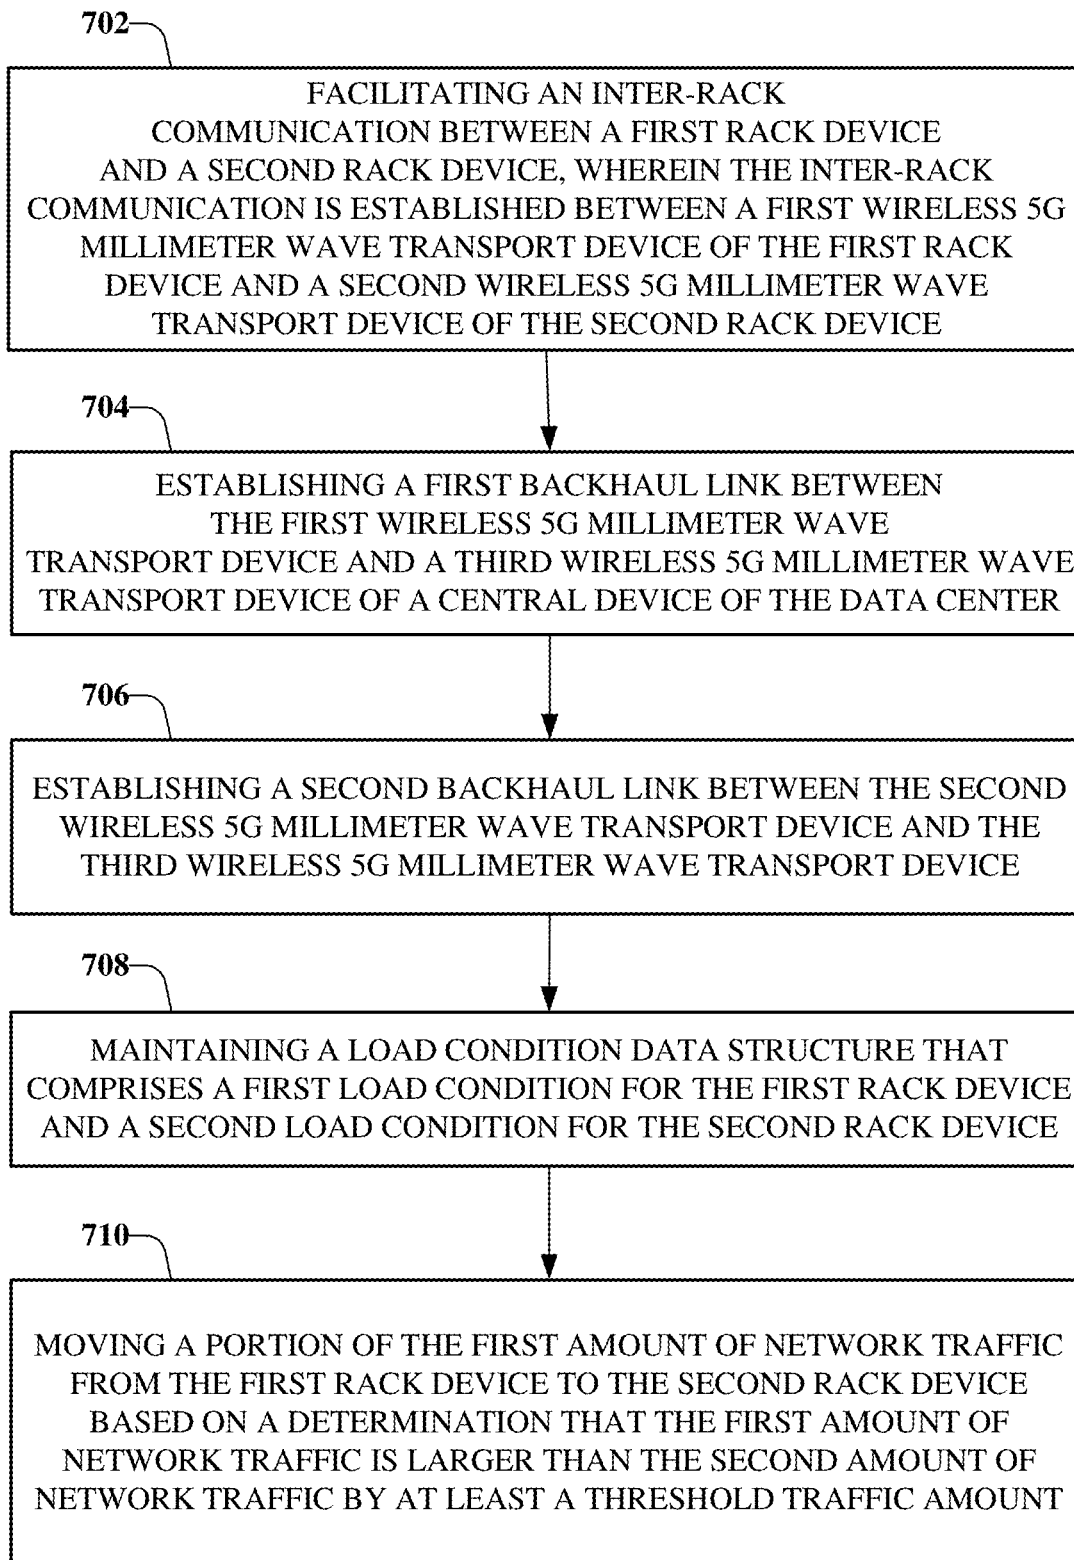 702
FACILITATING AN INTER-RACK
COMMUNICATION BETWEEN A FIRST RACK DEVICE
AND A SECOND RACK DEVICE, WHEREIN THE INTER-RACK
COMMUNICATION IS ESTABLISHED BETWEEN A FIRST WIRELESS 5G
MILLIMETER WAVE TRANSPORT DEVICE OF THE FIRST RACK
DEVICE AND A SECOND WIRELESS 5G MILLIMETER WAVE
TRANSPORT DEVICE OF THE SECOND RACK DEVICE
704
ESTABLISHING A FIRST BACKHAUL LINK BETWEEN
THE FIRST WIRELESS 5G MILLIMETER WAVE
TRANSPORT DEVICE AND A THIRD WIRELESS 5G MILLIMETER WAVE
TRANSPORT DEVICE OF A CENTRAL DEVICE OF THE DATA CENTER
706
ESTABLISHING A SECOND BACKHAUL LINK BETWEEN THE SECOND
WIRELESS 5G MILLIMETER WAVE TRANSPORT DEVICE AND THE
THIRD WIRELESS 5G MILLIMETER WAVE TRANSPORT DEVICE
708
MAINTAINING A LOAD CONDITION DATA STRUCTURE THAT
COMPRISES A FIRST LOAD CONDITION FOR THE FIRST RACK DEVICE
AND A SECOND LOAD CONDITION FOR THE SECOND RACK DEVICE
710
MOVING A PORTION OF THE FIRST AMOUNT OF NETWORK TRAFFIC
FROM THE FIRST RACK DEVICE TO THE SECOND RACK DEVICE
BASED ON A DETERMINATION THAT THE FIRST AMOUNT OF
NETWORK TRAFFIC IS LARGER THAN THE SECOND AMOUNT OF
NETWORK TRAFFIC BY AT LEAST A THRESHOLD TRAFFIC AMOUNT